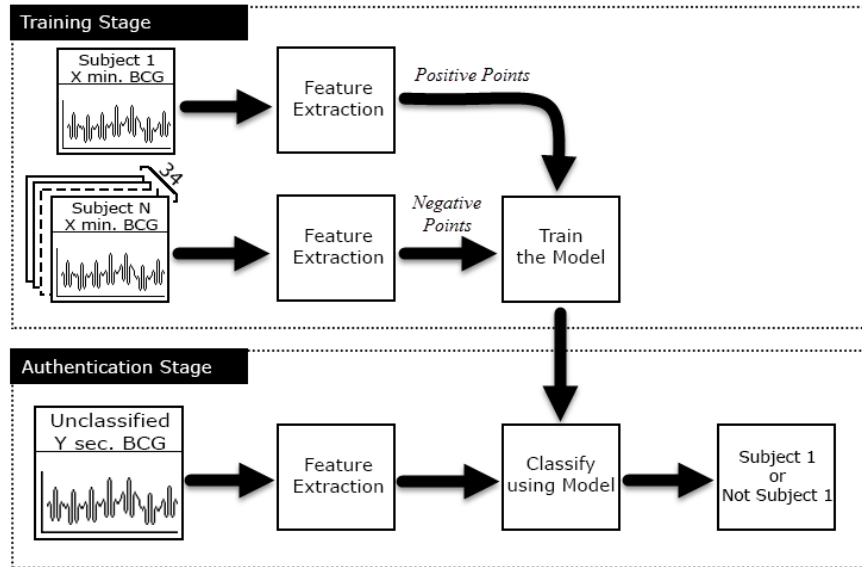 Training Stage
Subject 1
X min. BCG
Feature
Extraction
Positive Points
34
Subject N
X min. BCG
Feature
Extraction
Negative
Points
Train
the Model
Authentication Stage
Unclassified
Y sec. BCG
Feature
Extraction
Classify
using Model
Subject 1
or
Not Subject 1